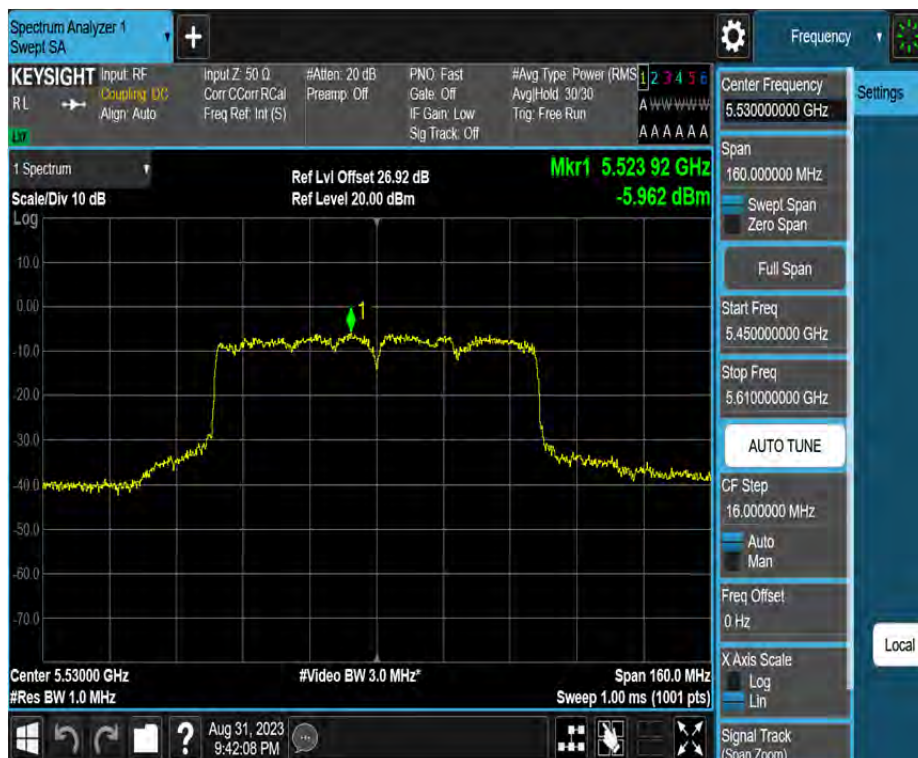 Spectrum Analyzer 1
Swept SA
Frequency
KEYSIGHT
RL
LXI
Input: RF
Coupling: DC
Align: Auto
Input Z: 50 Ω
Corr CCorr RCal
Freq Ref: Int (S)
#Atten: 20 dB
Preamp: Off
PNO: Fast
Gate: Off
IF Gain: Low
Sig Track: Off
#Avg Type: Power (RMS
Avg|Hold: 30/30
Trig: Free Run
1 2 3 4 5 6
A W W W W W
A A A A A A
1 Spectrum
Scale/Div 10 dB
Log
Ref Lvl Offset 26.92 dB
Ref Level 20.00 dBm
Mkr1 5.523 92 GHz
-5.962 dBm
10.0
0.00
-10.0
-20.0
-30.0
-40.0
-50.0
-60.0
-70.0
1
Center 5.53000 GHz
#Res BW 1.0 MHz
#Video BW 3.0 MHz*
Span 160.0 MHz
Sweep 1.00 ms (1001 pts)
?
Aug 31, 2023
9:42:08 PM
Center Frequency
5.530000000 GHz
Span
160.000000 MHz
Swept Span
Zero Span
Full Span
Start Freq
5.450000000 GHz
Stop Freq
5.610000000 GHz
AUTO TUNE
CF Step
16.000000 MHz
Auto
Man
Freq Offset
0 Hz
X Axis Scale
Log
Lin
Signal Track
(Span Zoom)
Settings
Local